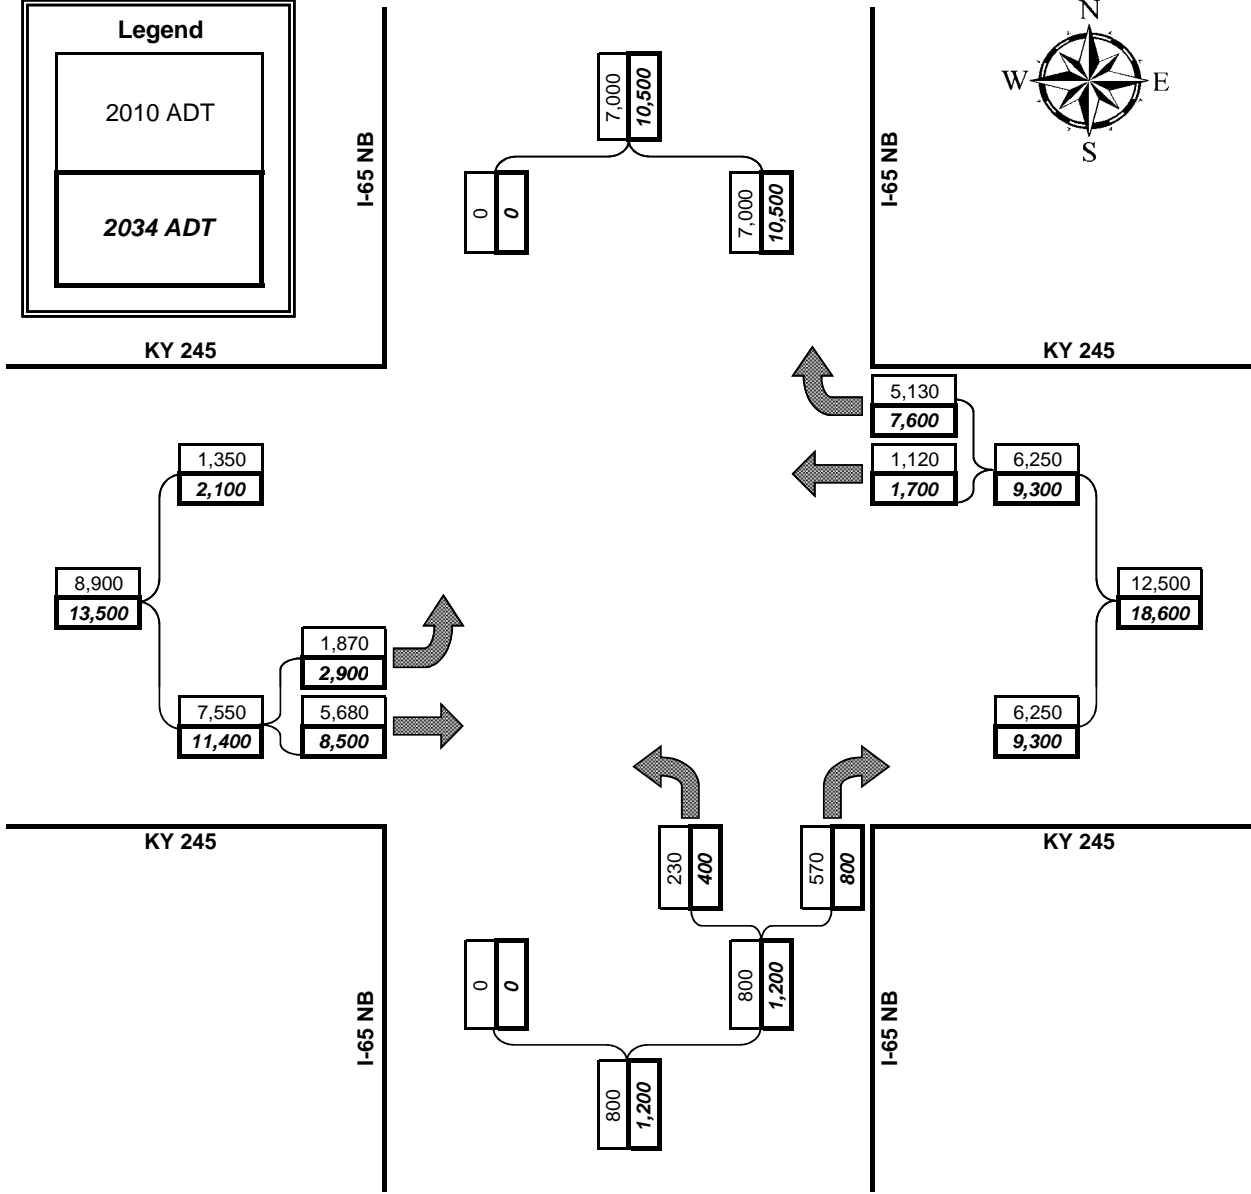 Legend
2010 ADT
2034 ADT
N
W
E
S
I-65 NB
I-65 NB
7,000
10,500
0
0
7,000
10,500
KY 245
KY 245
5,130
7,600
1,120
1,700
6,250
9,300
1,350
2,100
8,900
13,500
12,500
18,600
1,870
2,900
7,550
11,400
5,680
8,500
6,250
9,300
KY 245
KY 245
230
400
570
800
0
0
800
1,200
I-65 NB
I-65 NB
800
1,200